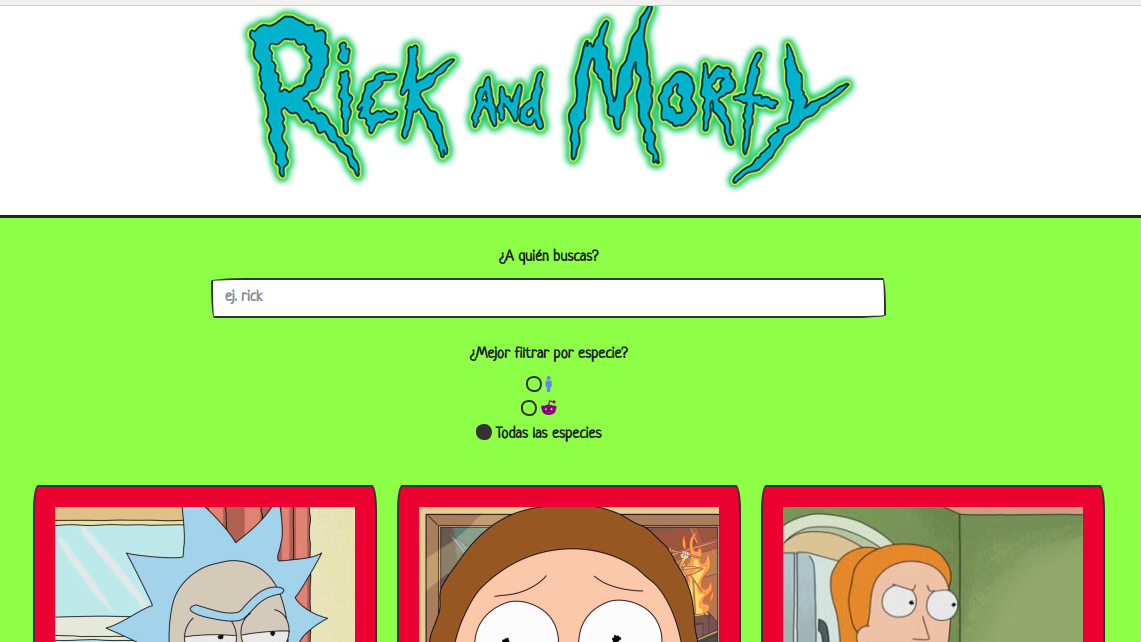 Rick and Morty
¿A quién buscas?
ej. rick
¿Mejor filtrar por especie?
Todas las especies